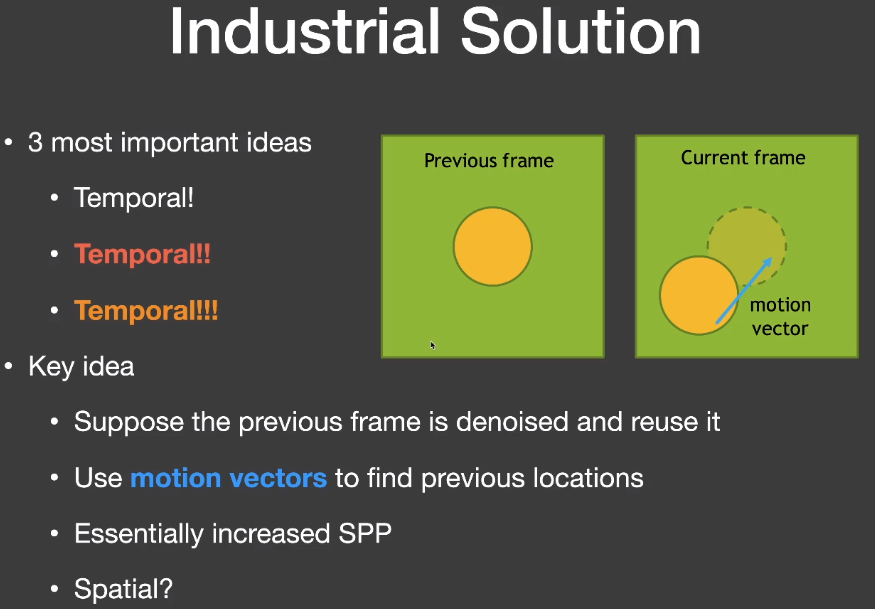 Industrial Solution
• 3 most important ideas
• Temporal!
• Temporal!!
• Temporal!!!
• Key idea
• Suppose the previous frame is denoised and reuse it
• Use motion vectors to find previous locations
• Essentially increased SPP
• Spatial?
Previous frame
Current frame
motion
vector